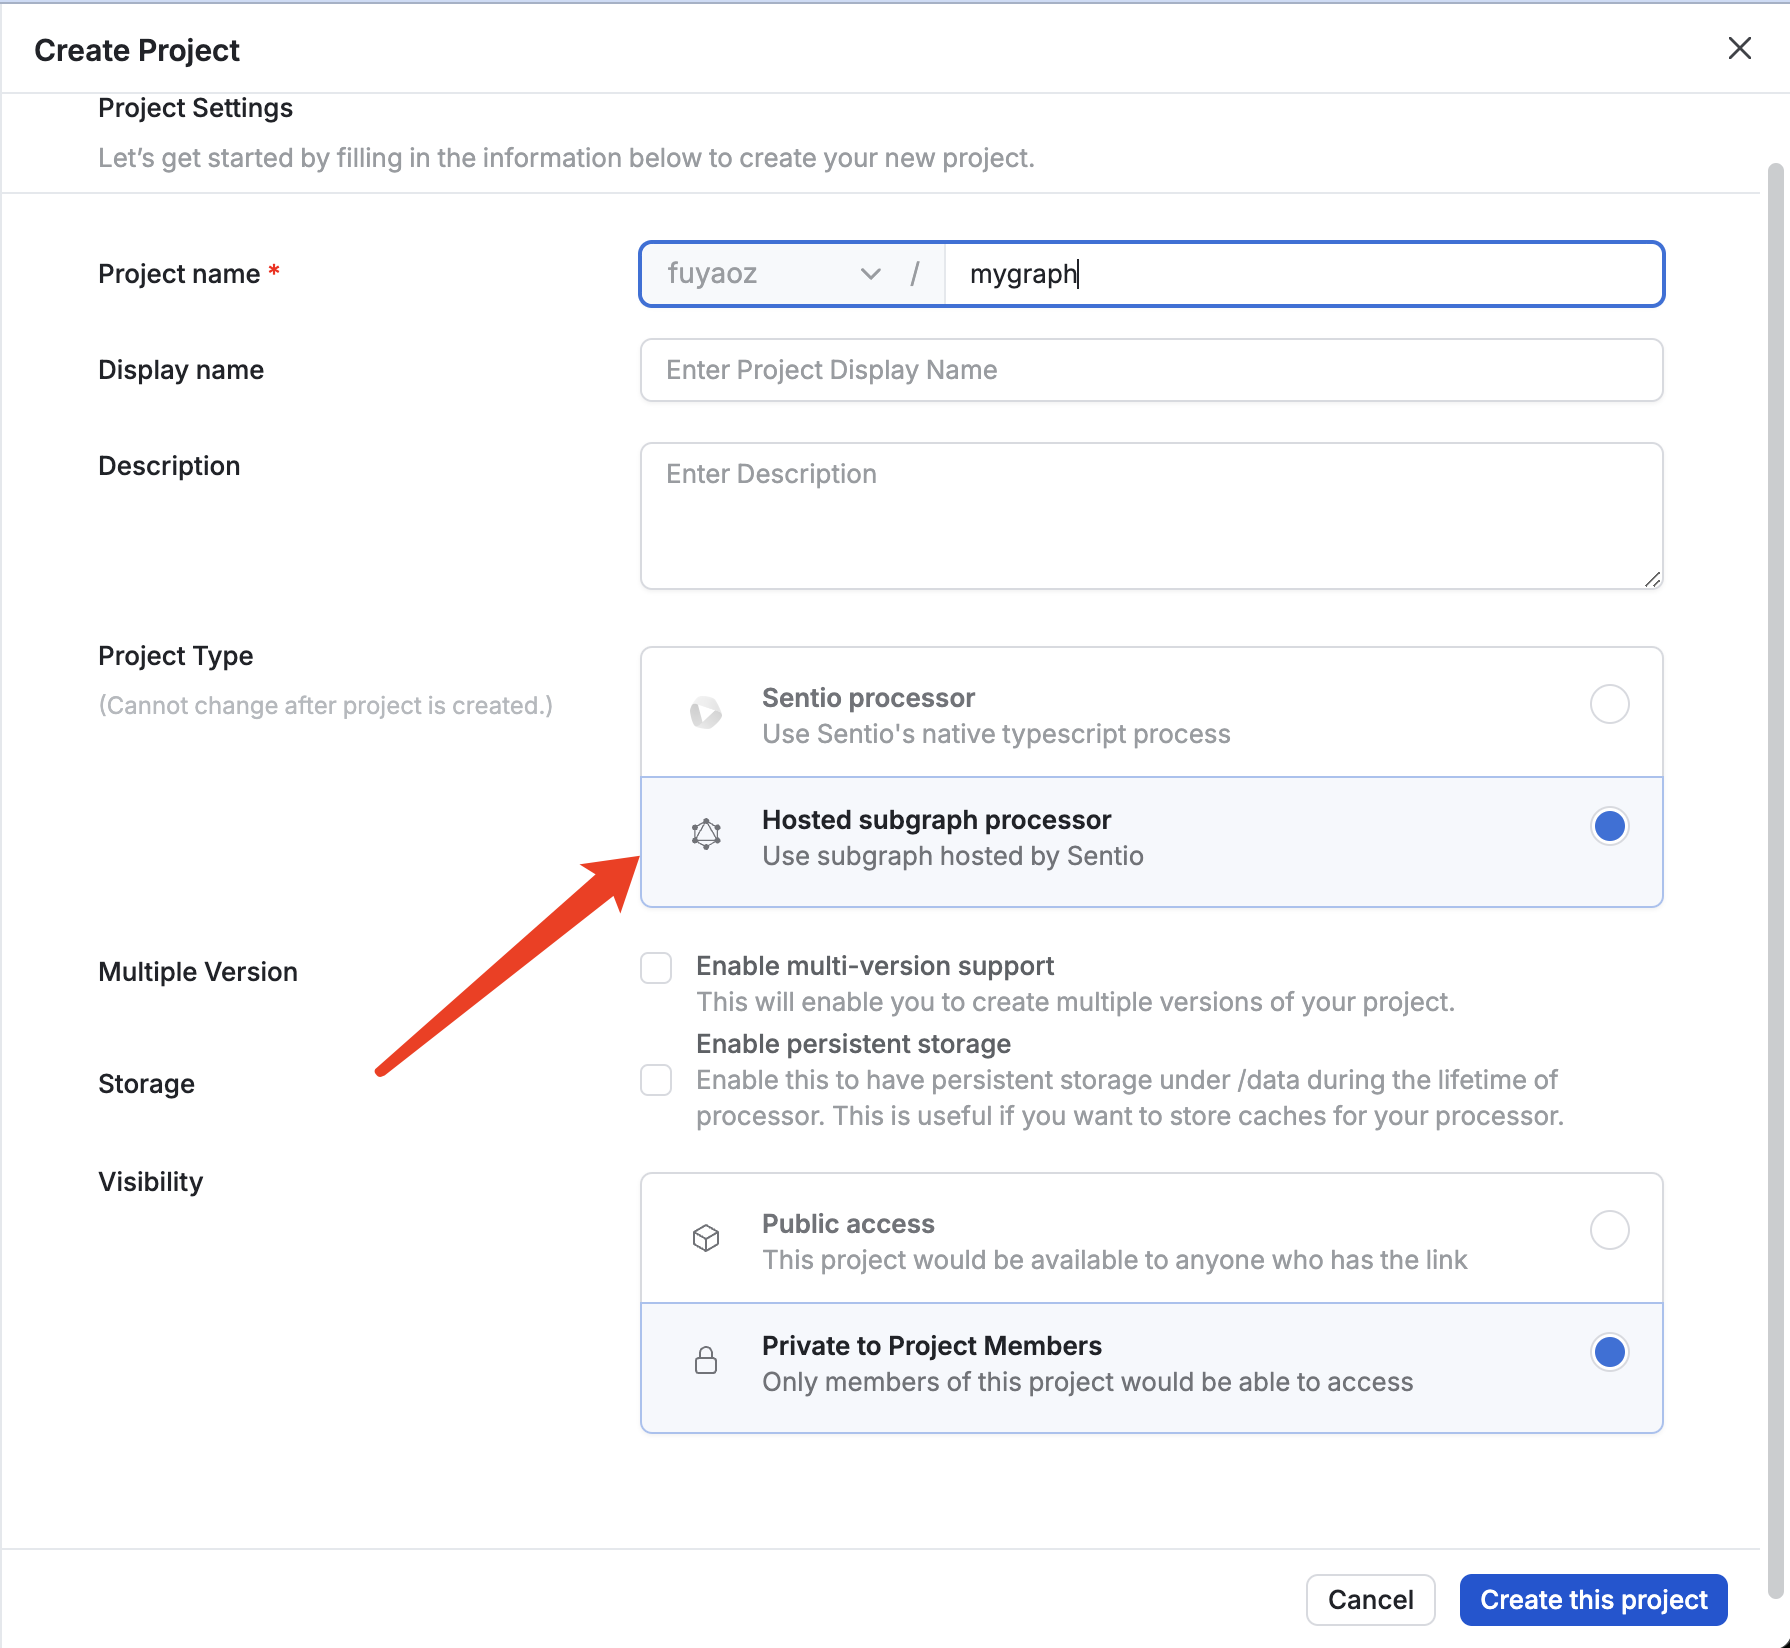 Create Project
Project Settings
Let’s get started by filling in the information below to create your new project.
Project name *
fuyaoz / mygraph
Display name
Enter Project Display Name
Description
Enter Description
Project Type
(Cannot change after project is created.)
Sentio processor
Use Sentio's native typescript process
Hosted subgraph processor
Use subgraph hosted by Sentio
Multiple Version
Enable multi-version support
This will enable you to create multiple versions of your project.
Storage
Enable persistent storage
Enable this to have persistent storage under /data during the lifetime of
processor. This is useful if you want to store caches for your processor.
Visibility
Public access
This project would be available to anyone who has the link
Private to Project Members
Only members of this project would be able to access
Cancel
Create this project